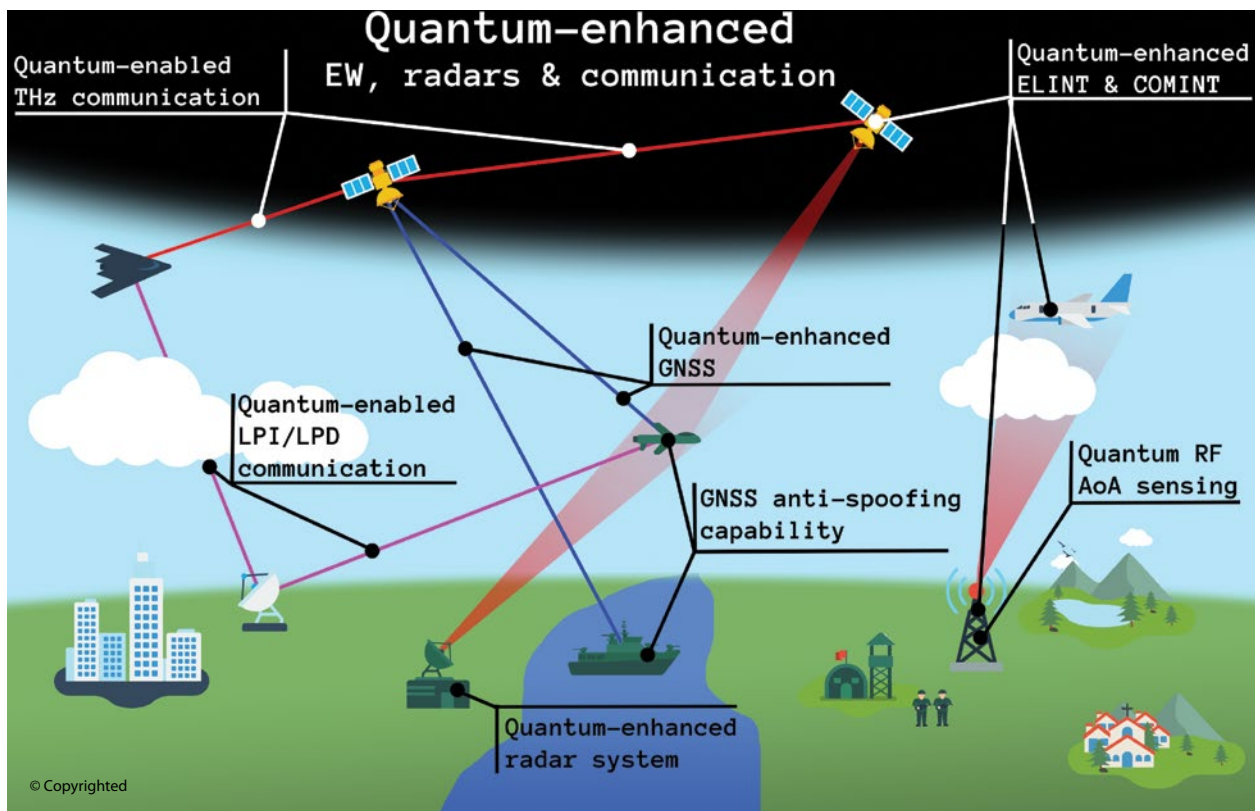 Quantum-enhanced
EW, radars & communication
Quantum-enabled
THz communication
Quantum-enhanced
ELINT & COMINT
Quantum-enhanced
GNSS
Quantum-enabled
LPI/LPD
communication
Quantum RF
AoA sensing
GNSS anti-spoofing
capability
Quantum-enhanced
radar system
© Copyrighted